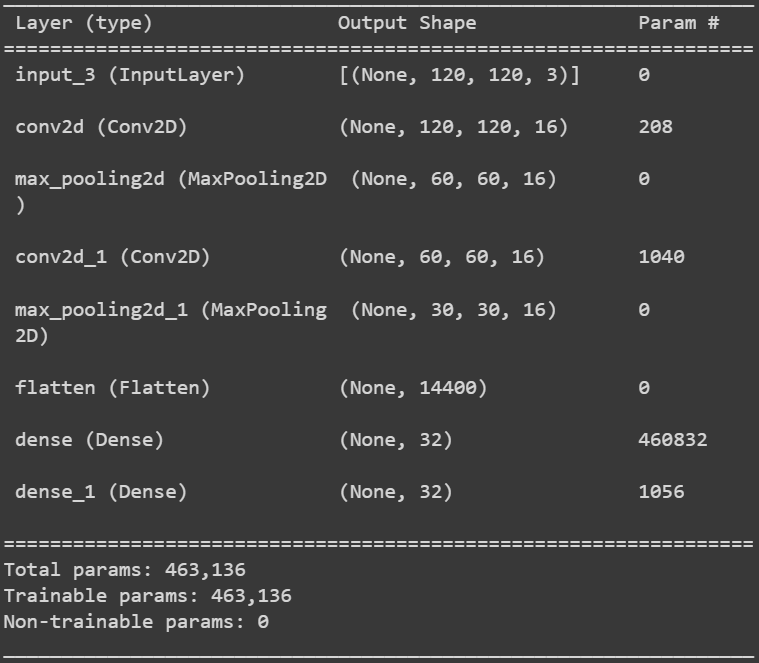 Layer (type) Output Shape Param #
=================================================================
input_3 (InputLayer) [(None, 120, 120, 3)] 0
conv2d (Conv2D) (None, 120, 120, 16) 208
max_pooling2d (MaxPooling2D (None, 60, 60, 16) 0
)
conv2d_1 (Conv2D) (None, 60, 60, 16) 1040
max_pooling2d_1 (MaxPooling (None, 30, 30, 16) 0
2D)
flatten (Flatten) (None, 14400) 0
dense (Dense) (None, 32) 460832
dense_1 (Dense) (None, 32) 1056
=================================================================
Total params: 463,136
Trainable params: 463,136
Non-trainable params: 0